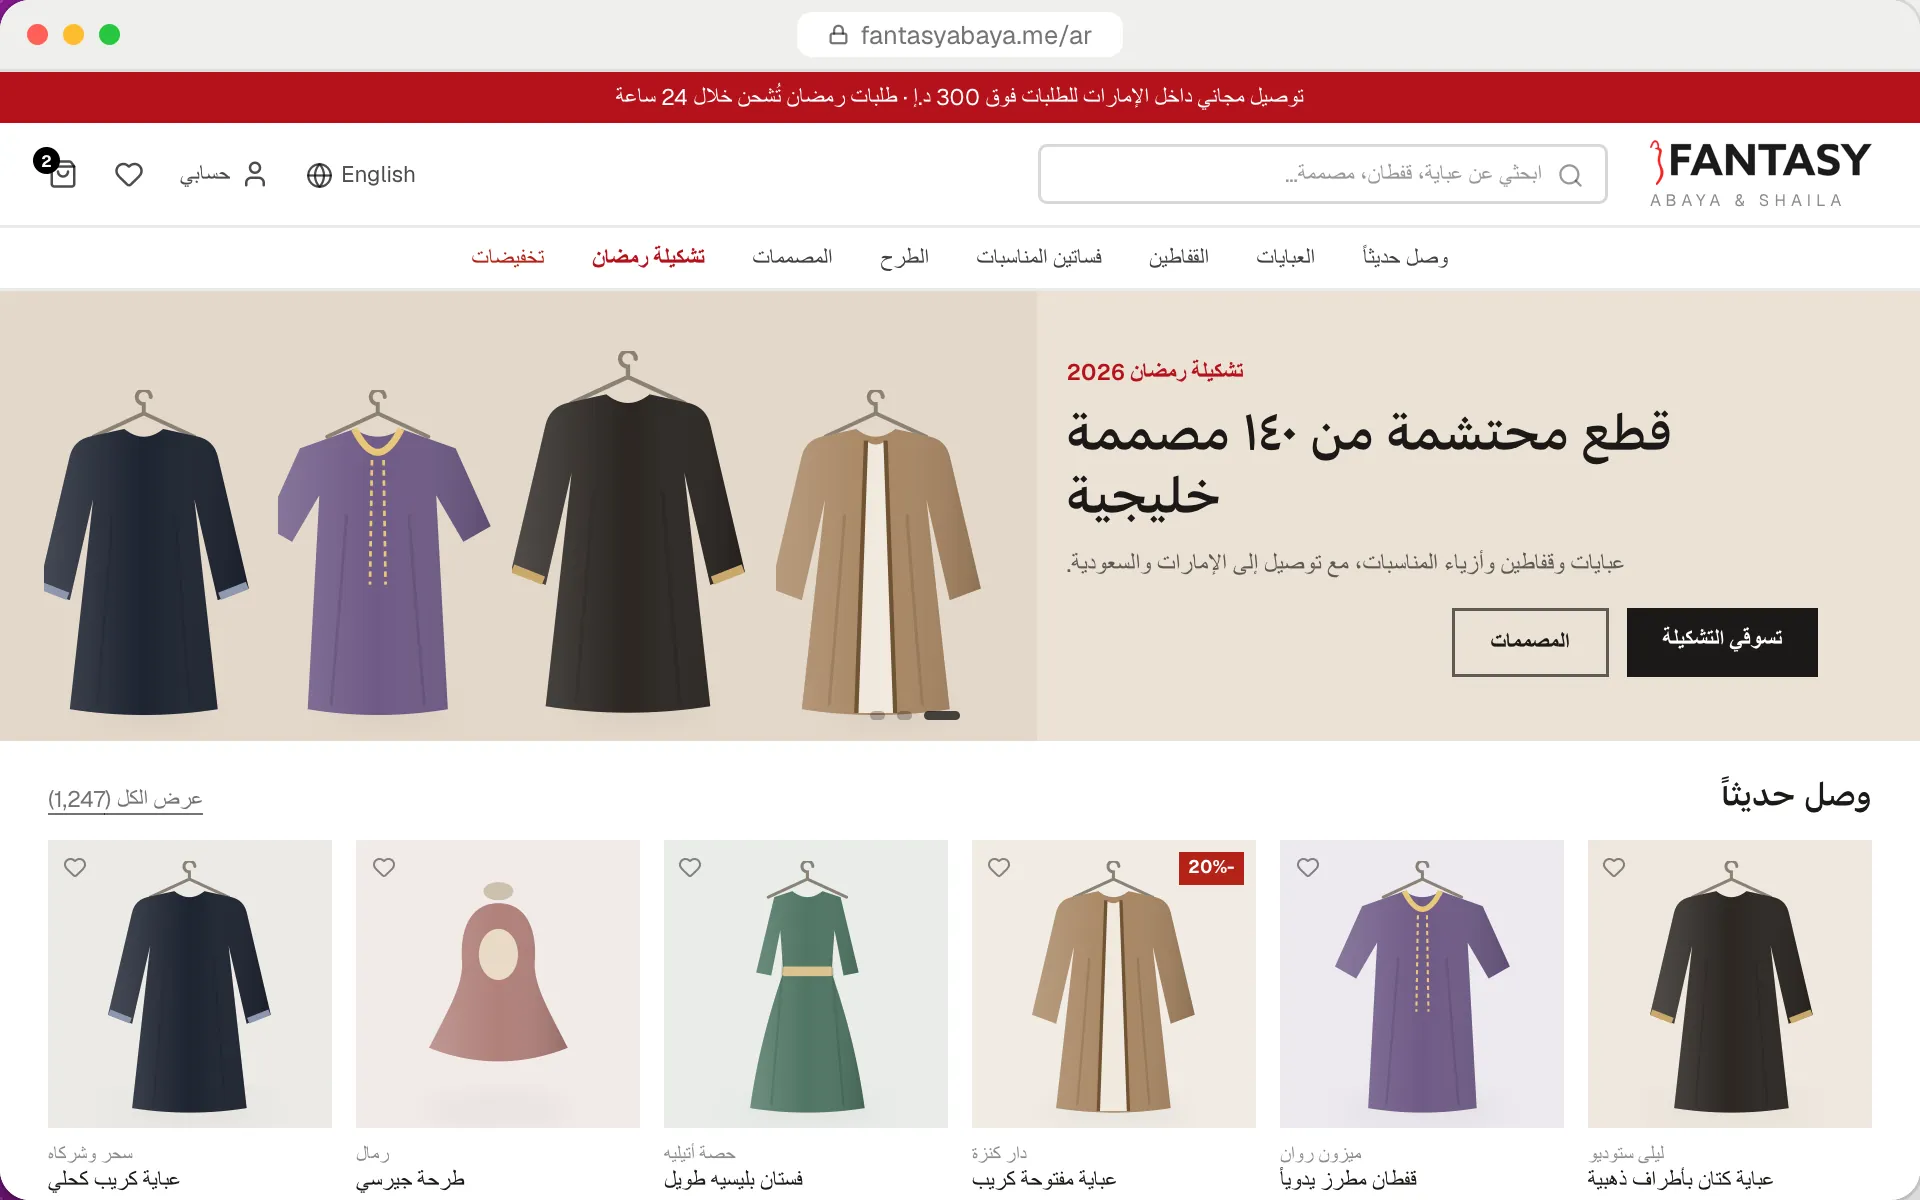 fantasyabaya.me/ar
توصيل مجاني داخل الإمارات للطلبات فوق 300 د.إ · طلبات رمضان تُشحن خلال 24 ساعة
FANTASY
ABAYA & SHAILA
ابحثي عن عباية، قفطان، مصممة...
English
حسابي
2
وصل حديثاً
العبايات
القفاطين
فساتين المناسبات
الطرح
المصممات
تشكيلة رمضان
تخفيضات
تشكيلة رمضان 2026
قطع محتشمة من ١٤٠ مصممة
خليجية
عبايات وقفاطين وأزياء المناسبات، مع توصيل إلى الإمارات والسعودية.
تسوقي التشكيلة
المصممات
وصل حديثاً
عرض الكل (1,247)
20%-
ليلى ستوديو
عباية كتان بأطراف ذهبية
ميزون روان
قفطان مطرز يدوياً
دار كنزة
عباية مفتوحة كريب
حصة أتيليه
فستان بليسيه طويل
رمال
طرحة جيرسي
سحر وشركاه
عباية كريب كحلي